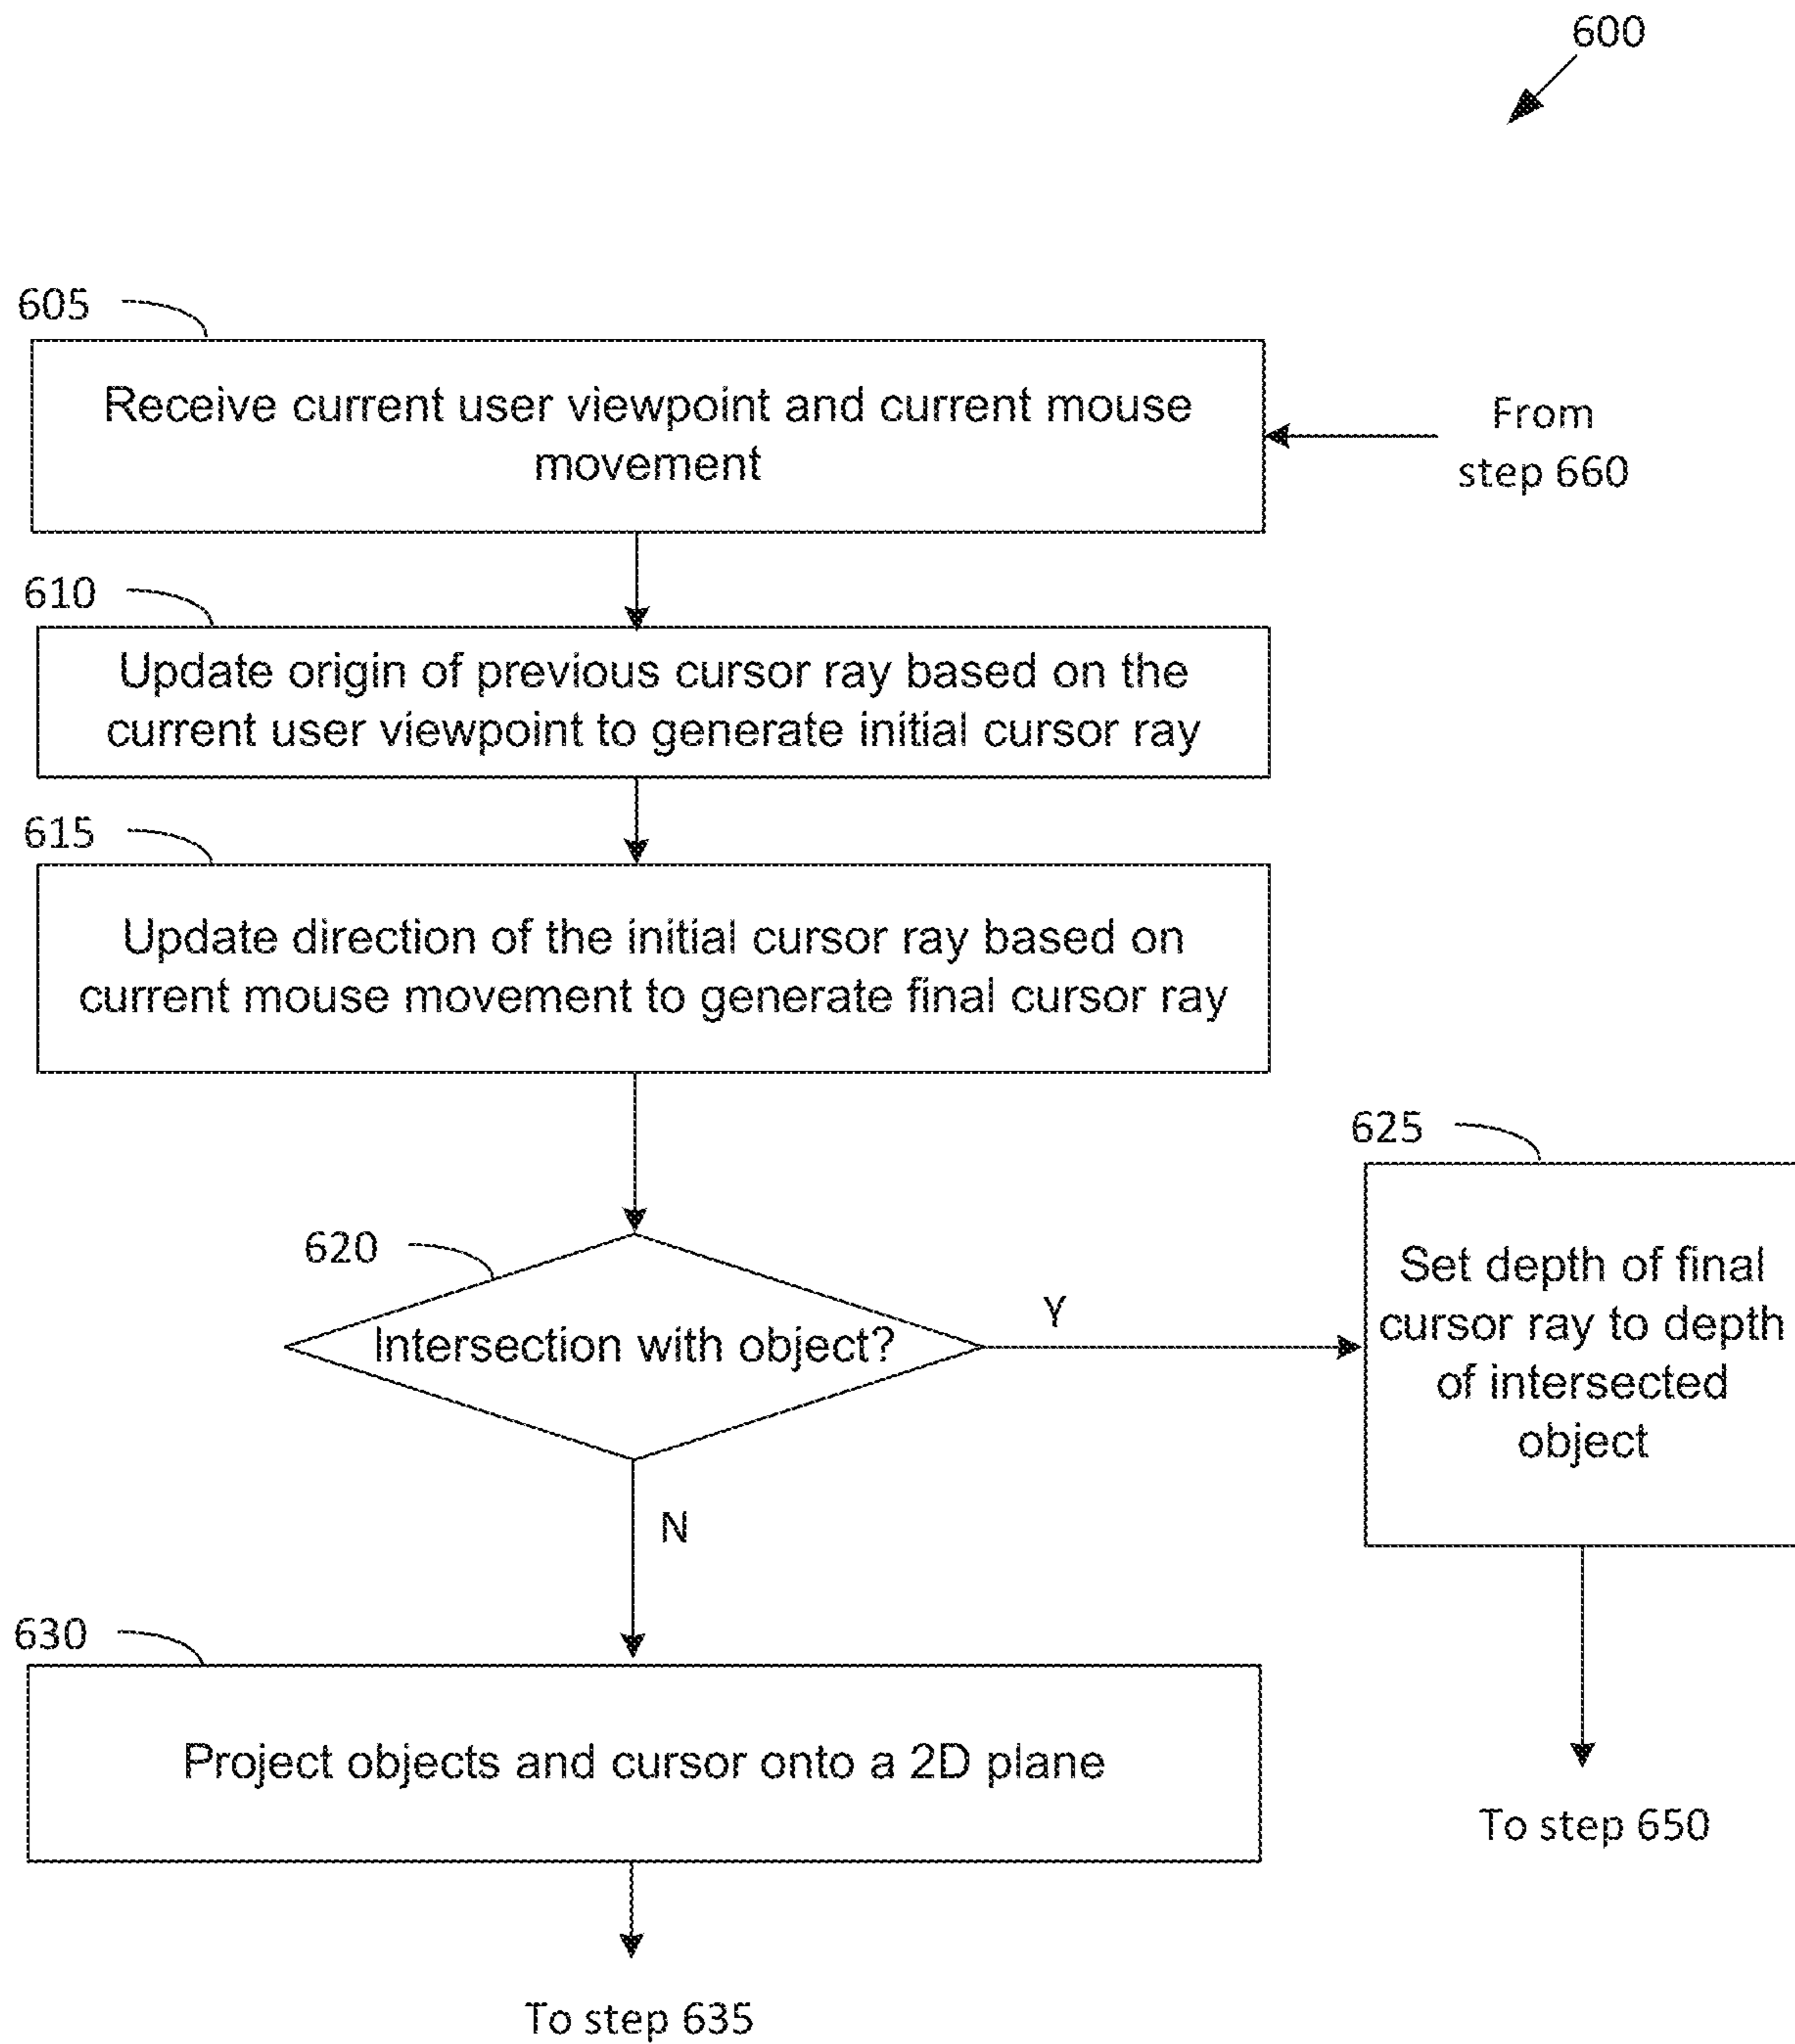 600
605
Receive current user viewpoint and current mouse
movement
From
step 660
610
Update origin of previous cursor ray based on the
current user viewpoint to generate initial cursor ray
615
Update direction of the initial cursor ray based on
current mouse movement to generate final cursor ray
620
Intersection with object?
Y
N
625
Set depth of final
cursor ray to depth
of intersected
object
To step 650
630
Project objects and cursor onto a 2D plane
To step 635